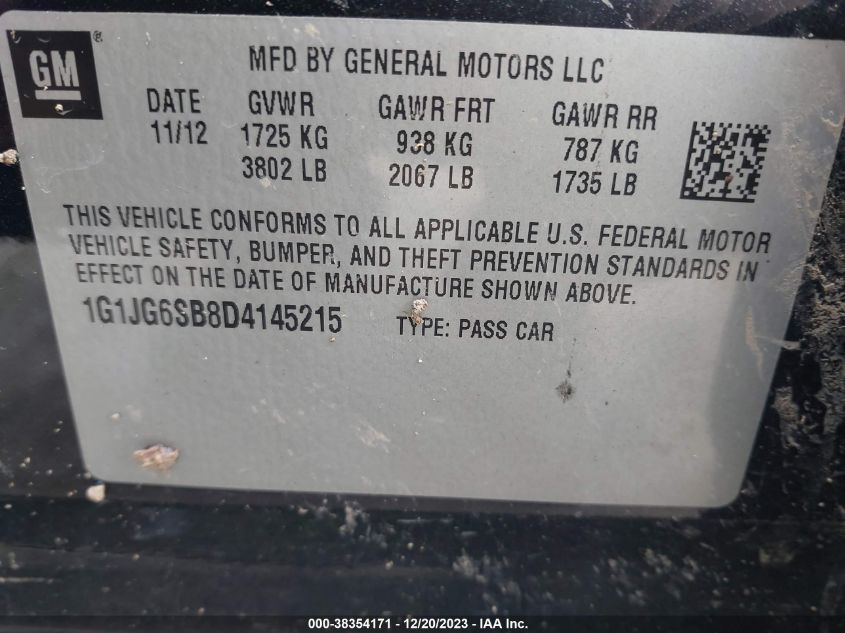 GM ®
MFD BY GENERAL MOTORS LLC
DATE GVWR GAWR FRT GAWR RR
11/12 1725 KG 938 KG 787 KG
3802 LB 2067 LB 1735 LB
THIS VEHICLE CONFORMS TO ALL APPLICABLE U.S. FEDERAL MOTOR
VEHICLE SAFETY, BUMPER, AND THEFT PREVENTION STANDARDS IN
EFFECT ON THE DATE OF MANUFACTURE SHOWN ABOVE.
1G1JG6SB8D4145215 TYPE: PASS CAR
000-38354171 - 12/20/2023 - IAA Inc.